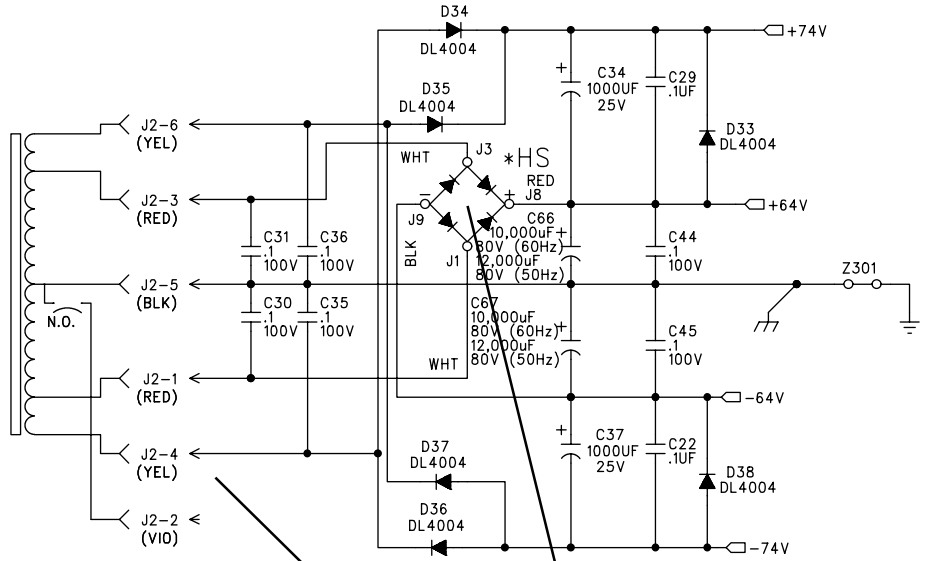 D34
DL4004
+74V
D35
DL4004
C34
1000UF
25V
+
C29
.1UF
D33
DL4004
J2-6
(YEL)
WHT
J3
*HS
RED
J8
+
-
J9
BLK
J1
+64V
J2-3
(RED)
C31
.1
100V
C36
.1
100V
C66
10,000uF
80V (60Hz)
12,000uF
80V (50Hz)
+
C44
.1
100V
J2-5
(BLK)
N.O.
Z301
C30
.1
100V
C35
.1
100V
C67
10,000uF
80V (60Hz)
12,000uF
80V (50Hz)
+
C45
.1
100V
WHT
J2-1
(RED)
-64V
J2-4
(YEL)
D37
DL4004
+
C37
1000UF
25V
C22
.1UF
D38
DL4004
D36
DL4004
J2-2
(VIO)
-74V